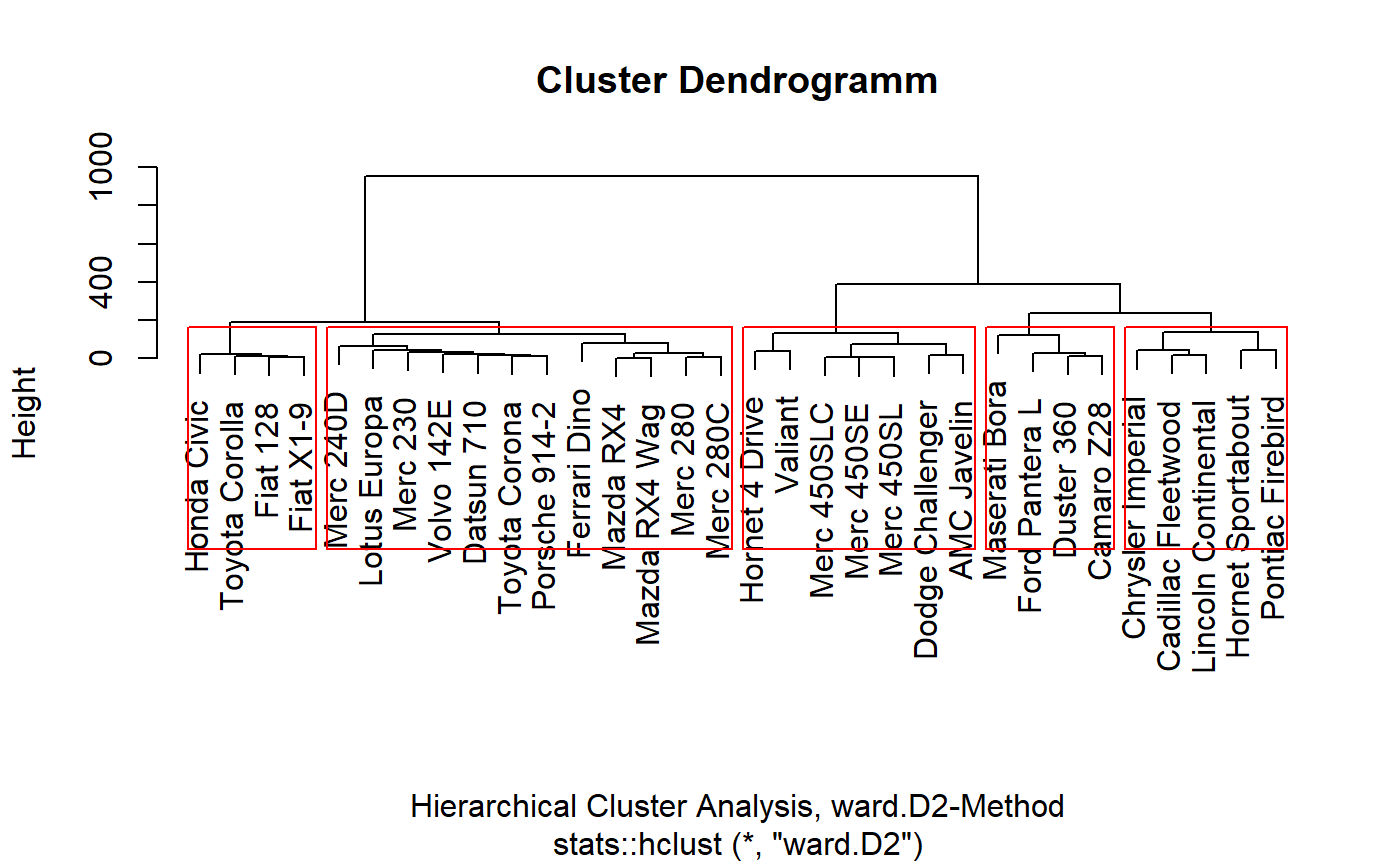 Cluster Dendrogramm
Height
1000
400
0
Honda Civic
Toyota Corolla
Fiat 128
Fiat X1-9
Merc 240D
Lotus Europa
Merc 230
Volvo 142E
Datsun 710
Toyota Corona
Porsche 914-2
Ferrari Dino
Mazda RX4
Mazda RX4 Wag
Merc 280
Merc 280C
Hornet 4 Drive
Valiant
Merc 450SLC
Merc 450SE
Merc 450SL
Dodge Challenger
AMC Javelin
Maserati Bora
Ford Pantera L
Duster 360
Camaro Z28
Chrysler Imperial
Cadillac Fleetwood
Lincoln Continental
Hornet Sportabout
Pontiac Firebird
Hierarchical Cluster Analysis, ward.D2-Method
stats::hclust (*, "ward.D2")